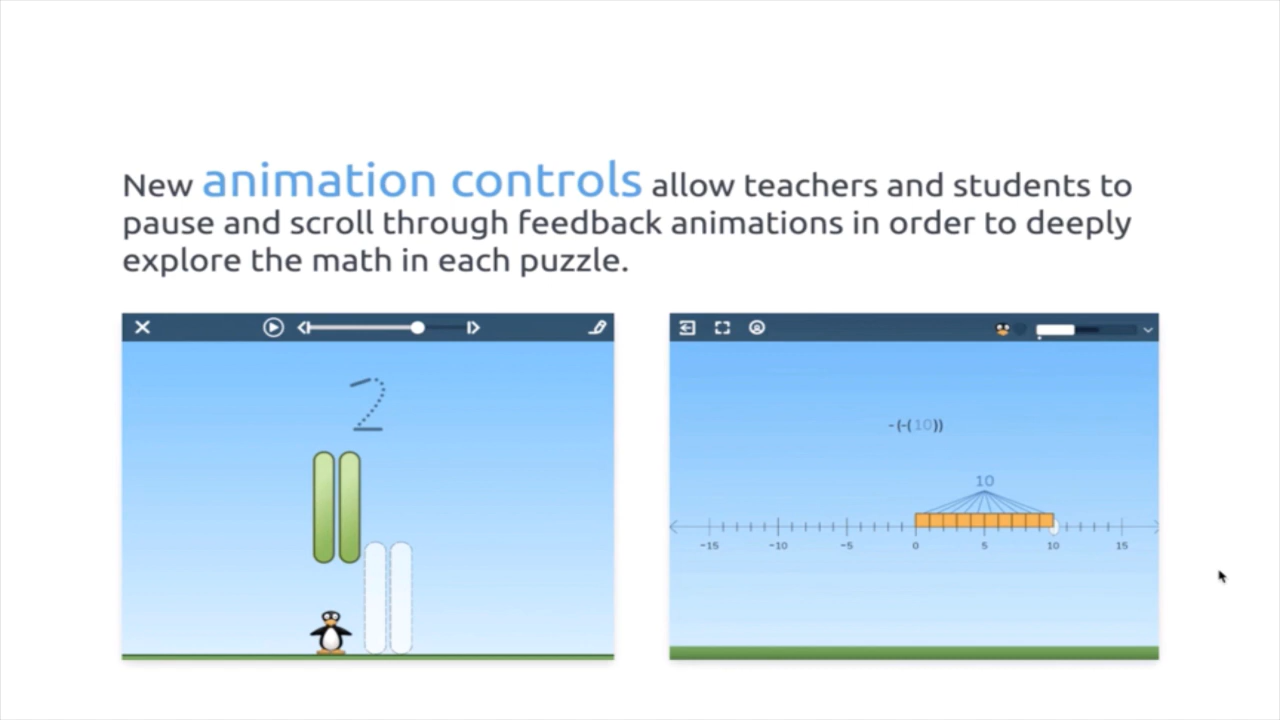 New animation controls allow teachers and students to
pause and scroll through feedback animations in order to deeply
explore the math in each puzzle.
2
-(-(10))
10
-15 -10 -5 0 5 10 15